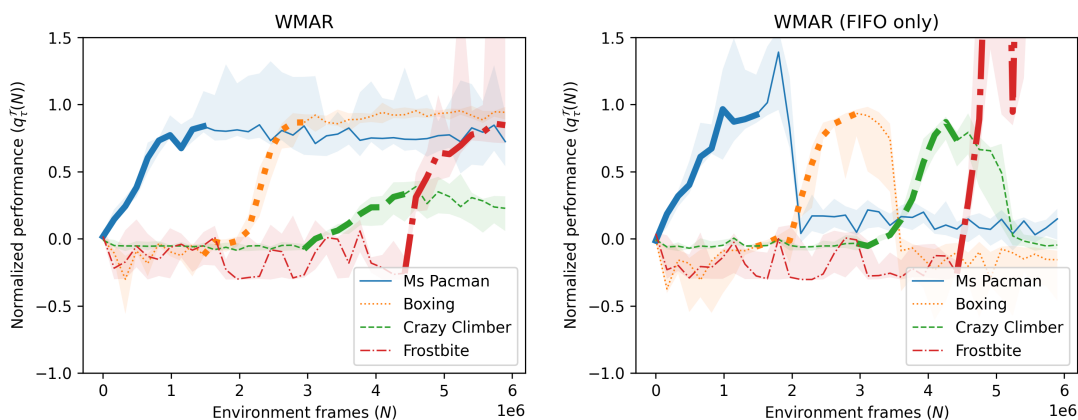 WMAR
Normalized performance (qτT(N))
1.5
1.0
0.5
0.0
−0.5
−1.0
Ms Pacman
Boxing
Crazy Climber
Frostbite
0 1 2 3 4 5 6
1e6
Environment frames (N)
WMAR (FIFO only)
Normalized performance (qτT(N))
1.5
1.0
0.5
0.0
−0.5
−1.0
Ms Pacman
Boxing
Crazy Climber
Frostbite
0 1 2 3 4 5 6
1e6
Environment frames (N)